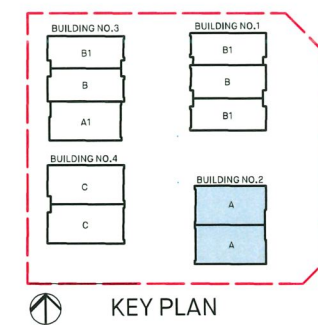 BUILDING NO.3
B1
B
A1
BUILDING NO.1
B1
B
B1
BUILDING NO.4
C
C
BUILDING NO.2
A
A
KEY PLAN